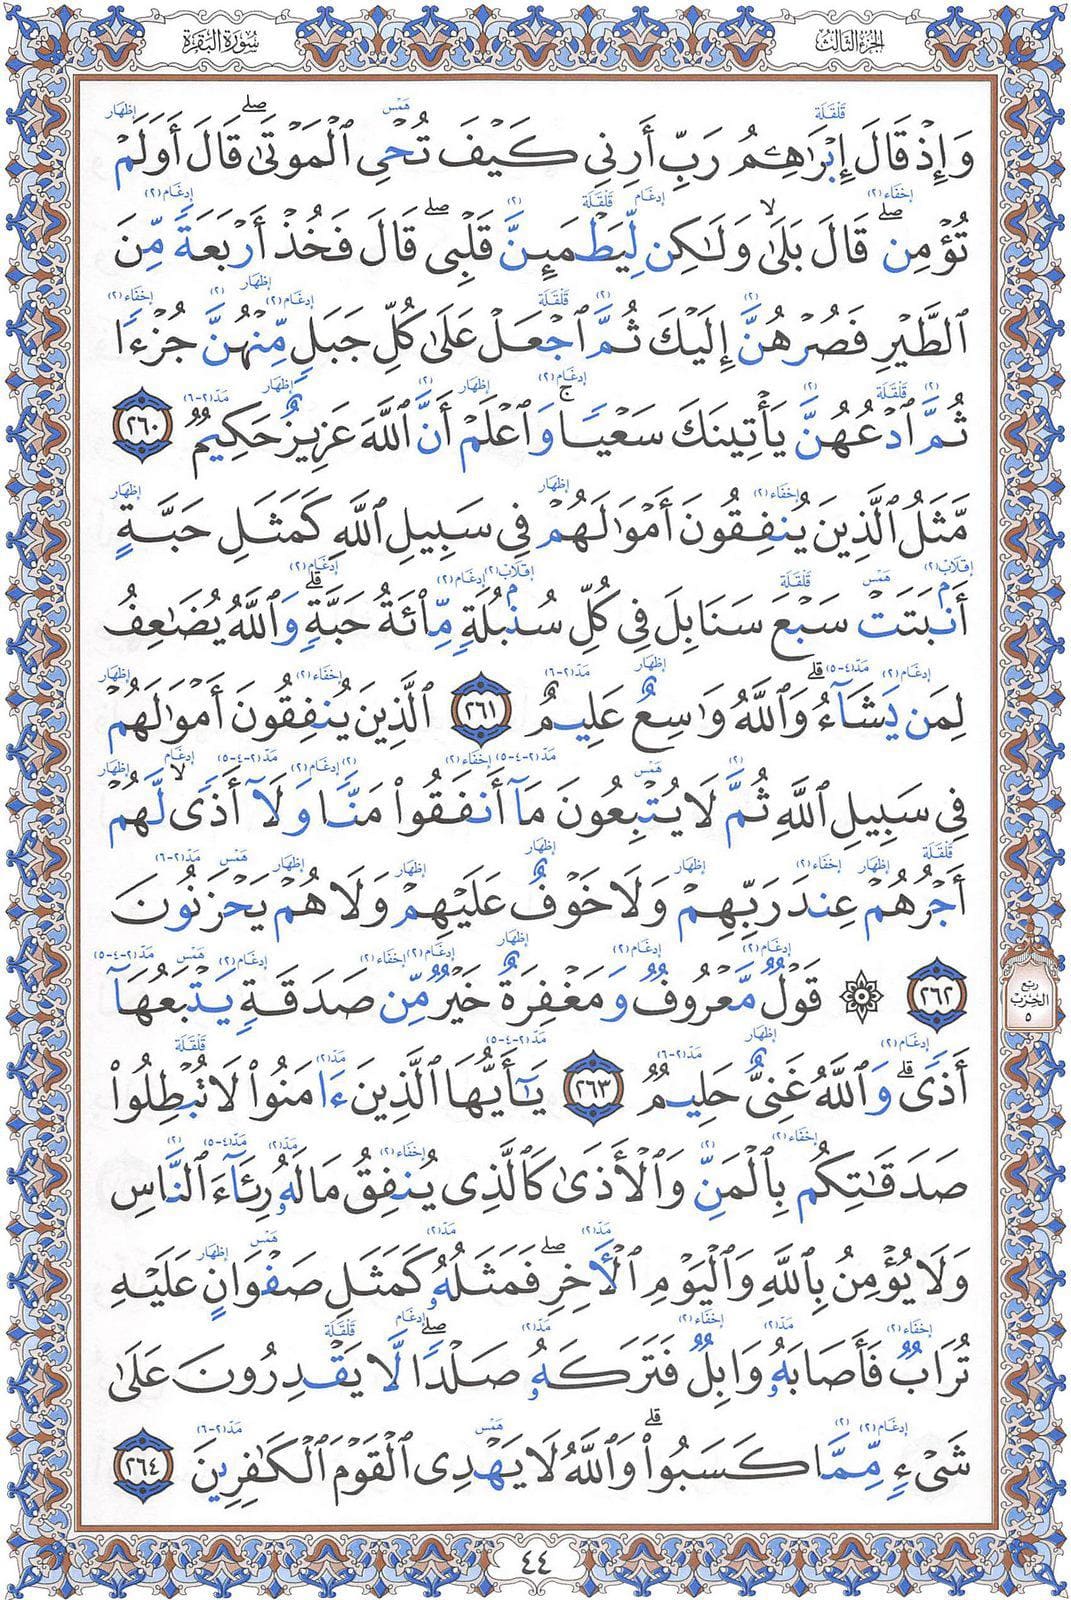 الجزء الثالث
سورة البقرة
وَإِذْ قَالَ إِبْرَٰهِـۧمُ رَبِّ أَرِنِى كَيْفَ تُحْىِ ٱلْمَوْتَىٰ ۖ قَالَ أَوَلَمْ
تُؤْمِن ۖ قَالَ بَلَىٰ ۙ وَلَٰكِن لِّيَطْمَئِنَّ قَلْبِى ۖ قَالَ فَخُذْ أَرْبَعَةً مِّنَ
ٱلطَّيْرِ فَصُرْهُنَّ إِلَيْكَ ثُمَّ ٱجْعَلْ عَلَىٰ كُلِّ جَبَلٍ مِّنْهُنَّ جُزْءًا
ثُمَّ ٱدْعُهُنَّ يَأْتِينَكَ سَعْيًا ۚ وَٱعْلَمْ أَنَّ ٱللَّهَ عَزِيزٌ حَكِيمٌ ٢٦٠
مَّثَلُ ٱلَّذِينَ يُنفِقُونَ أَمْوَٰلَهُمْ فِى سَبِيلِ ٱللَّهِ كَمَثَلِ حَبَّةٍ
أَنۢبَتَتْ سَبْعَ سَنَابِلَ فِى كُلِّ سُنۢبُلَةٍ مِّا۟ئَةُ حَبَّةٍ ۗ وَٱللَّهُ يُضَٰعِفُ
لِمَن يَشَآءُ ۗ وَٱللَّهُ وَٰسِعٌ عَلِيمٌ ٢٦١ ٱلَّذِينَ يُنفِقُونَ أَمْوَٰلَهُمْ
فِى سَبِيلِ ٱللَّهِ ثُمَّ لَا يُتْبِعُونَ مَآ أَنفَقُوا۟ مَنًّا وَلَآ أَذًى ۙ لَّهُمْ
أَجْرُهُمْ عِندَ رَبِّهِمْ وَلَا خَوْفٌ عَلَيْهِمْ وَلَا هُمْ يَحْزَنُونَ
٢٦٢ ۞ قَوْلٌ مَّعْرُوفٌ وَمَغْفِرَةٌ خَيْرٌ مِّن صَدَقَةٍ يَتْبَعُهَآ
ربع الحزب ٥
أَذًى ۗ وَٱللَّهُ غَنِىٌّ حَلِيمٌ ٢٦٣ يَٰٓأَيُّهَا ٱلَّذِينَ ءَامَنُوا۟ لَا تُبْطِلُوا۟
صَدَقَٰتِكُم بِٱلْمَنِّ وَٱلْأَذَىٰ كَٱلَّذِى يُنفِقُ مَالَهُۥ رِئَآءَ ٱلنَّاسِ
وَلَا يُؤْمِنُ بِٱللَّهِ وَٱلْيَوْمِ ٱلْأَخِرِ ۖ فَمَثَلُهُۥ كَمَثَلِ صَفْوَانٍ عَلَيْهِ
تُرَابٌ فَأَصَابَهُۥ وَابِلٌ فَتَرَكَهُۥ صَلْدًا ۖ لَّا يَقْدِرُونَ عَلَىٰ
شَىْءٍ مِّمَّا كَسَبُوا۟ ۗ وَٱللَّهُ لَا يَهْدِى ٱلْقَوْمَ ٱلْكَٰفِرِينَ ٢٦٤
٤٤